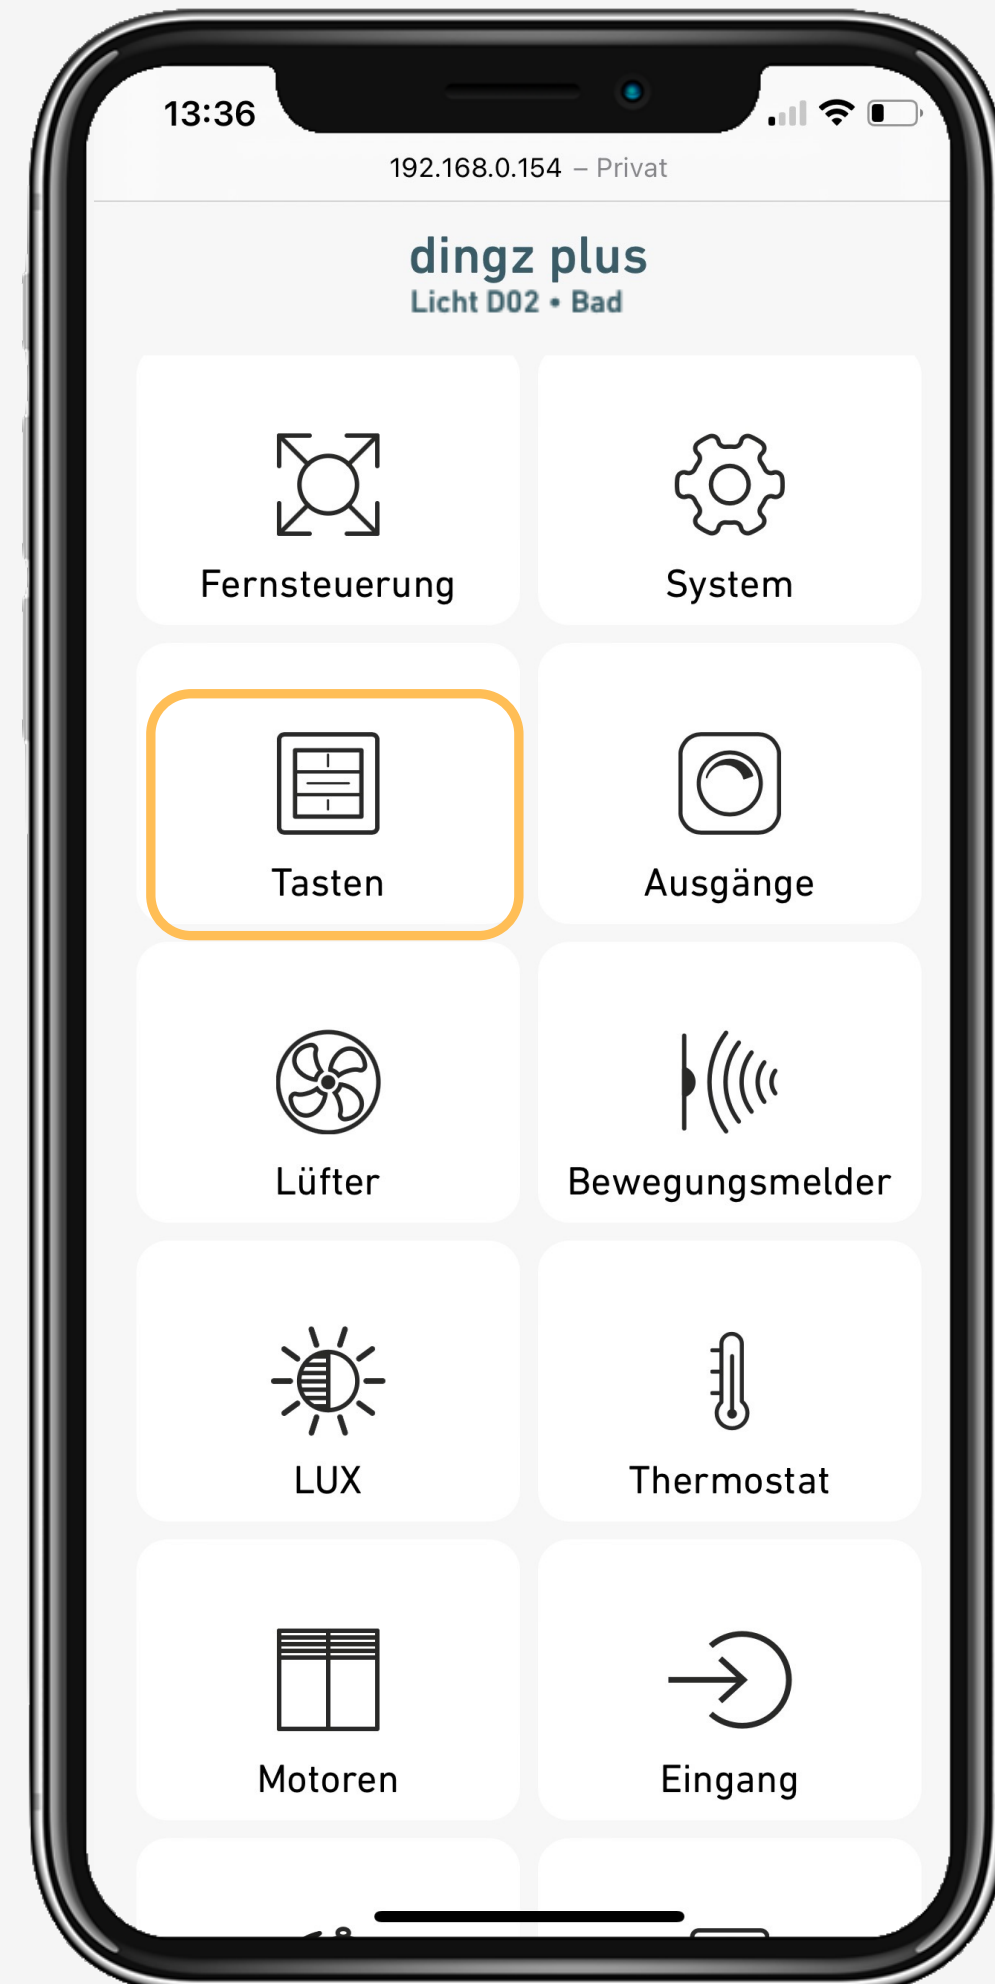 13:36
192.168.0.154 – Privat
dingz plus
Licht D02 • Bad
Fernsteuerung
System
Tasten
Ausgänge
Lüfter
Bewegungsmelder
LUX
Thermostat
Motoren
Eingang